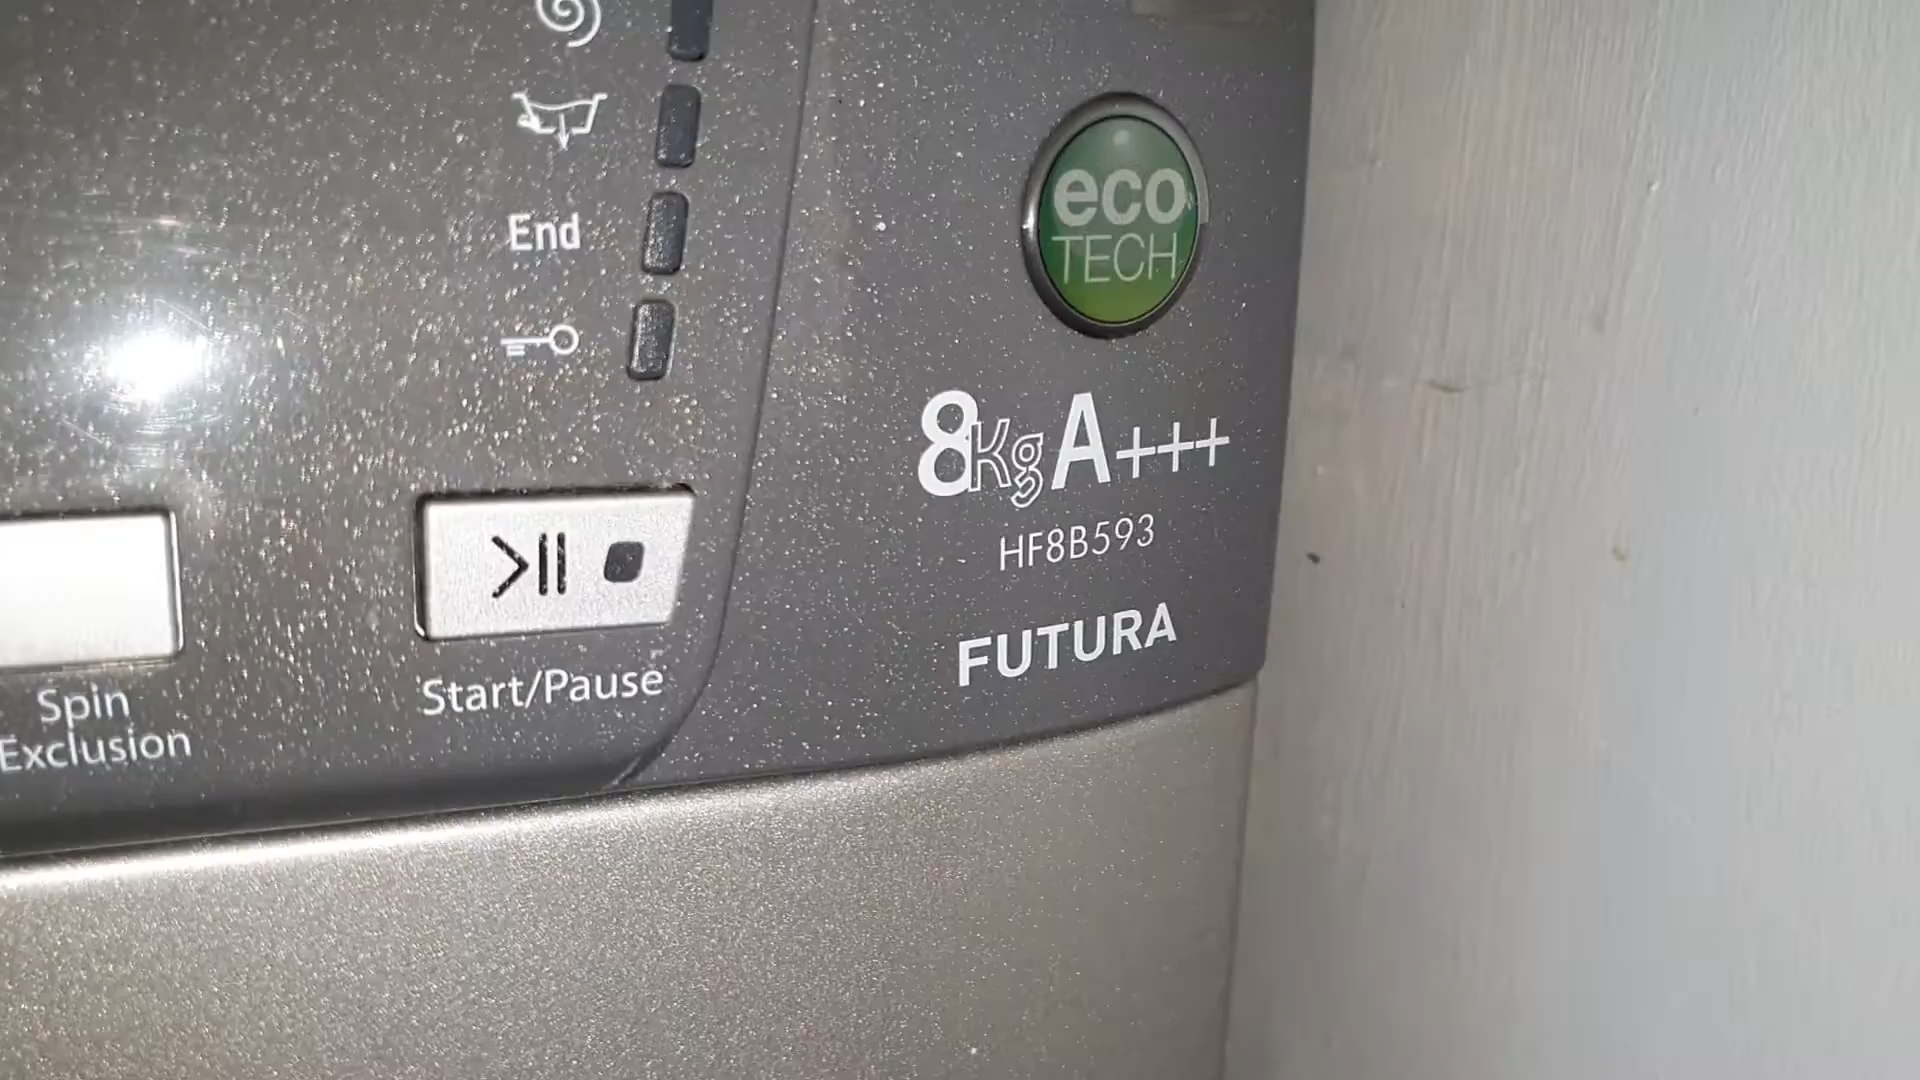 End
eco
TECH
8Kg A+++
HF8B593
FUTURA
Start/Pause
Spin
Exclusion